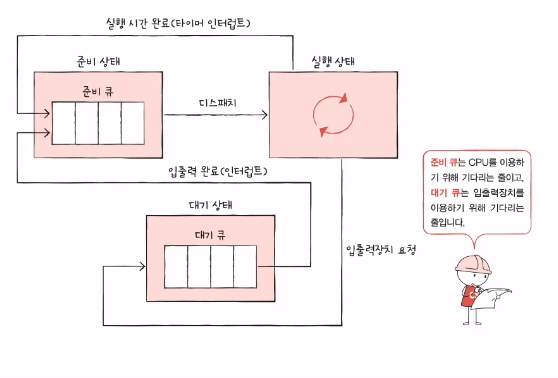 실행 시간 완료(타이머 인터럽트)
준비 상태
실행 상태
준비 큐
디스패치
입출력 완료(인터럽트)
대기 상태
대기 큐
입출력장치 요청
준비 큐는 CPU를 이용하
기 위해 기다리는 줄이고,
대기 큐는 입출력장치를
이용하기 위해 기다리는
줄입니다.